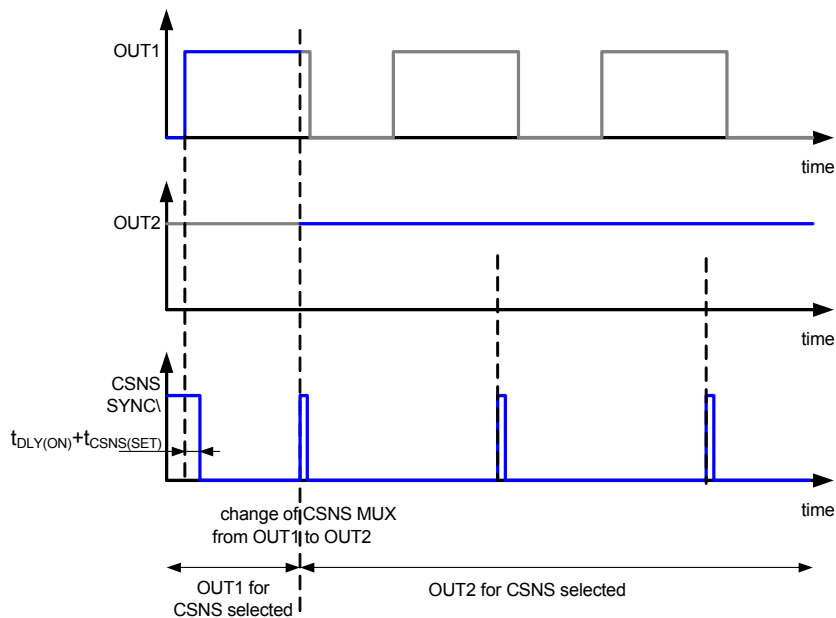 OUT1
time
OUT2
time
CSNS
SYNC\
tDLY(ON)+tCSNS(SET)
time
change of CSNS MUX
from OUT1 to OUT2
OUT1 for
CSNS selected
OUT2 for CSNS selected